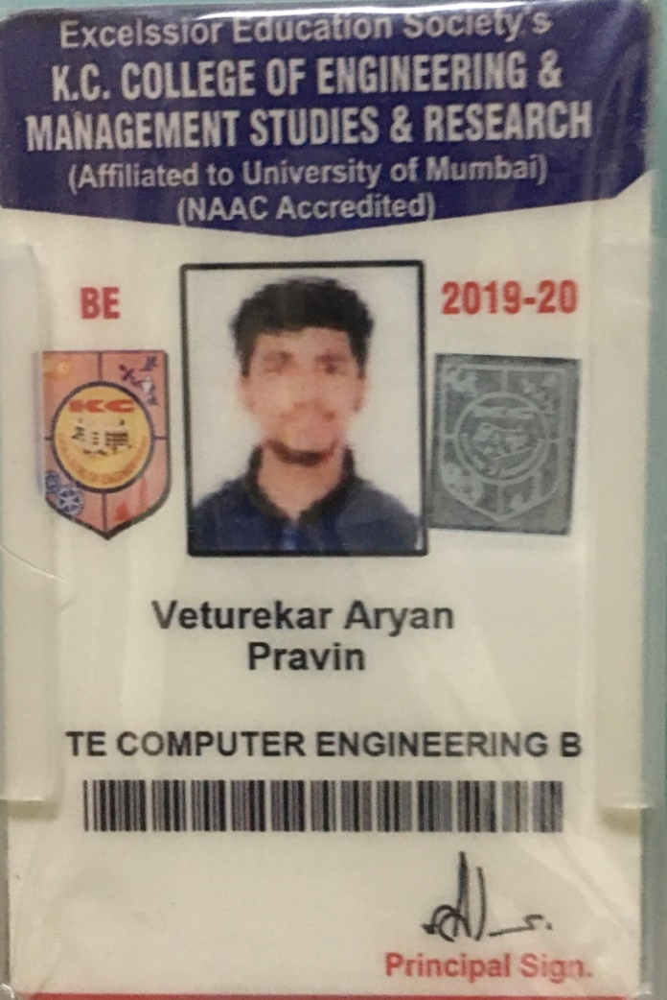 Excelssior Education Society's
K.C. COLLEGE OF ENGINEERING &
MANAGEMENT STUDIES & RESEARCH
(Affiliated to University of Mumbai)
(NAAC Accredited)
BE
2019-20
KC
Veturekar Aryan
Pravin
TE COMPUTER ENGINEERING B
Principal Sign.